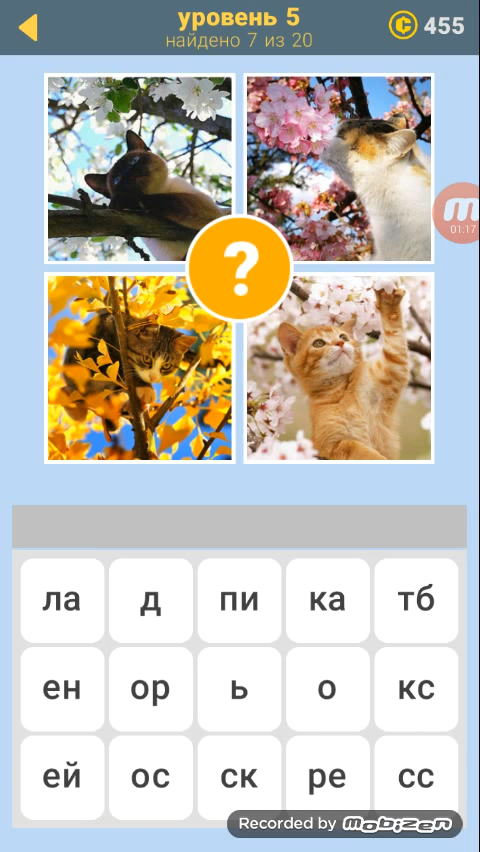 уровень 5
найдено 7 из 20
455
01:17
?
ла д пи ка тб
ен ор ь о кс
ей ос ск ре сс
Recorded by mobizen